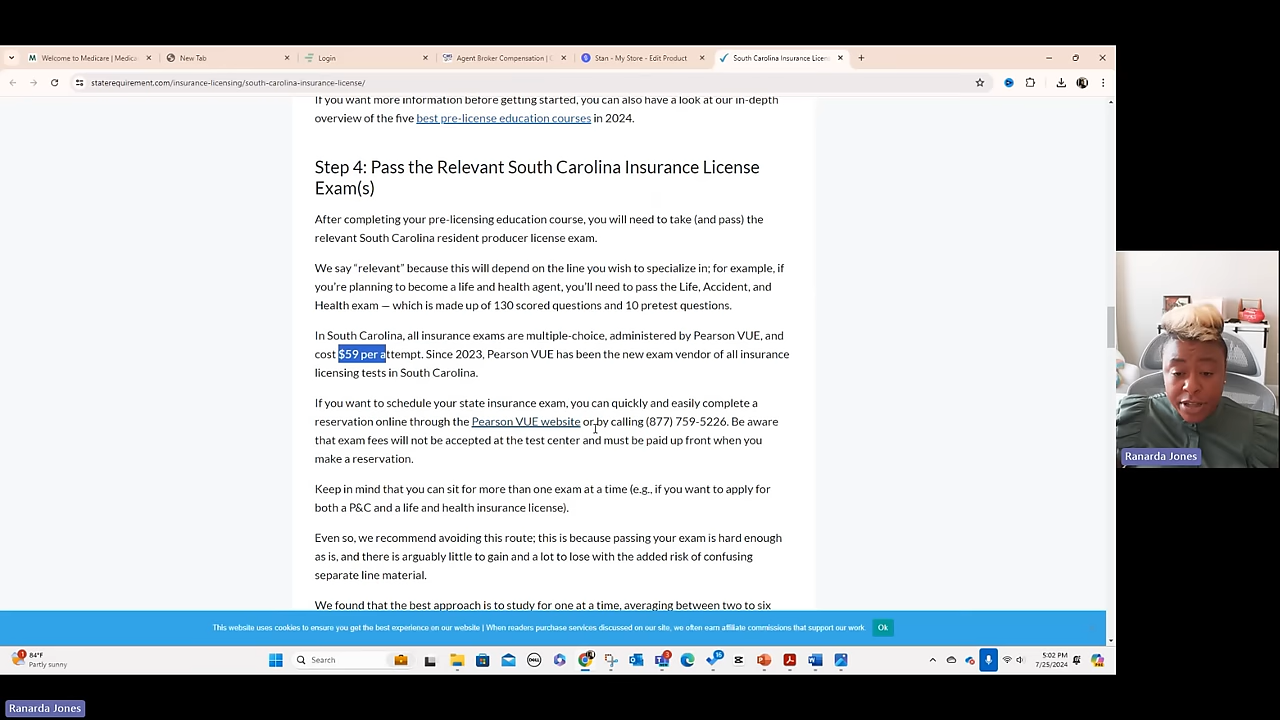 Welcome to Medicare | Medica
New Tab
Login
Agent Broker Compensation | C
Stan - My Store - Edit Product
South Carolina Insurance Licen
staterequirement.com/insurance-licensing/south-carolina-insurance-license/
If you want more information before getting started, you can also have a look at our in-depth
overview of the five best pre-license education courses in 2024.
Step 4: Pass the Relevant South Carolina Insurance License
Exam(s)
After completing your pre-licensing education course, you will need to take (and pass) the
relevant South Carolina resident producer license exam.
We say “relevant” because this will depend on the line you wish to specialize in; for example, if
you’re planning to become a life and health agent, you’ll need to pass the Life, Accident, and
Health exam — which is made up of 130 scored questions and 10 pretest questions.
In South Carolina, all insurance exams are multiple-choice, administered by Pearson VUE, and
cost $59 per attempt. Since 2023, Pearson VUE has been the new exam vendor of all insurance
licensing tests in South Carolina.
If you want to schedule your state insurance exam, you can quickly and easily complete a
reservation online through the Pearson VUE website or by calling (877) 759-5226. Be aware
that exam fees will not be accepted at the test center and must be paid up front when you
make a reservation.
Keep in mind that you can sit for more than one exam at a time (e.g., if you want to apply for
both a P&C and a life and health insurance license).
Even so, we recommend avoiding this route; this is because passing your exam is hard enough
as is, and there is arguably little to gain and a lot to lose with the added risk of confusing
separate line material.
We found that the best approach is to study for one at a time, averaging between two to six
This website uses cookies to ensure you get the best experience on our website | When readers purchase services discussed on our site, we often earn affiliate commissions that support our work.
Ok
Ranarda Jones
84°F
Partly sunny
Search
DELL
5:02 PM
7/25/2024
Ranarda Jones